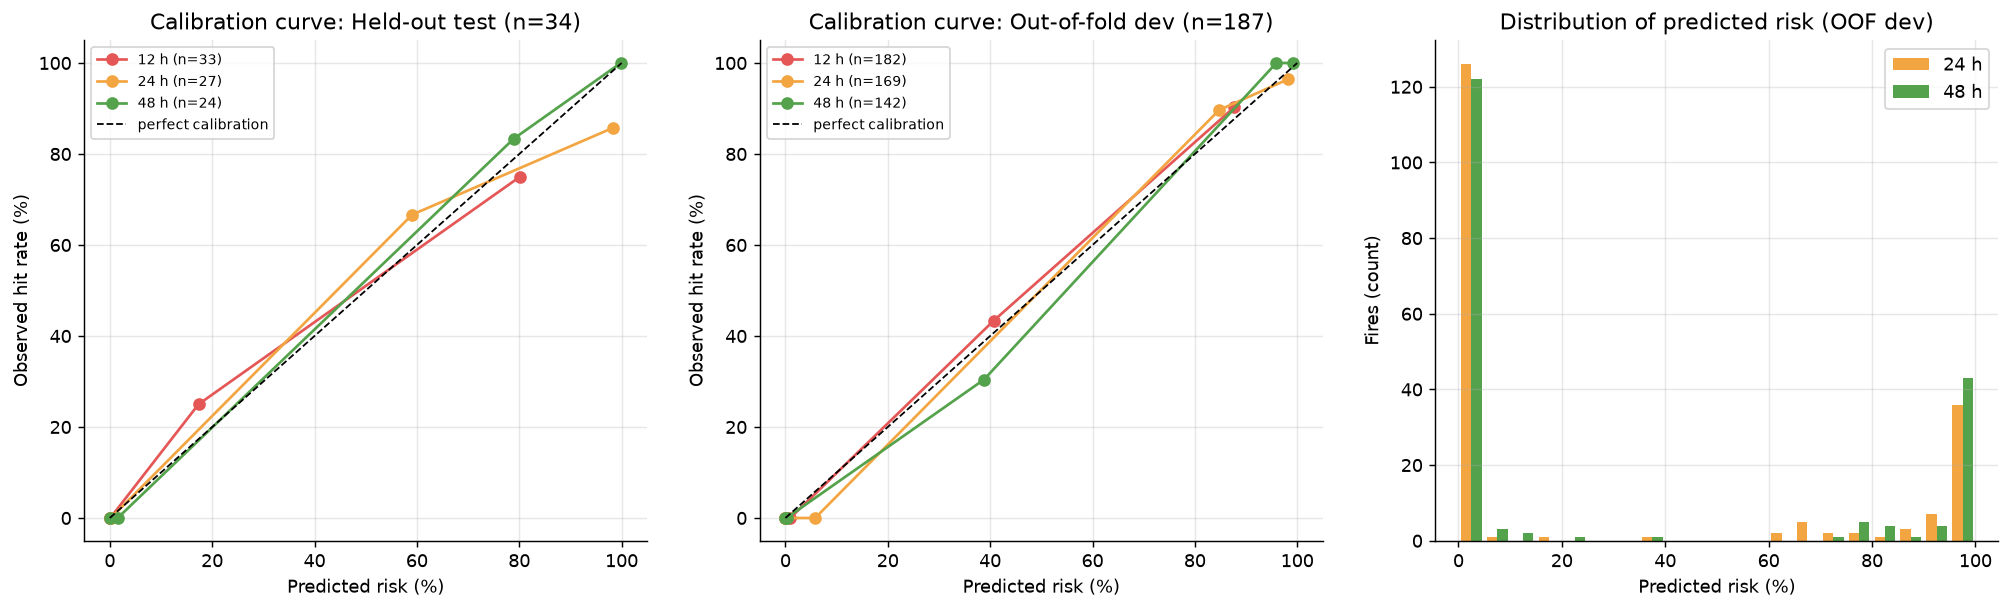 Calibration curve: Held-out test (n=34)
12 h (n=33)
24 h (n=27)
48 h (n=24)
perfect calibration
Observed hit rate (%)
100
80
60
40
20
0
0 20 40 60 80 100
Predicted risk (%)
Calibration curve: Out-of-fold dev (n=187)
12 h (n=182)
24 h (n=169)
48 h (n=142)
perfect calibration
Observed hit rate (%)
100
80
60
40
20
0
0 20 40 60 80 100
Predicted risk (%)
Distribution of predicted risk (OOF dev)
24 h
48 h
Fires (count)
120
100
80
60
40
20
0
0 20 40 60 80 100
Predicted risk (%)